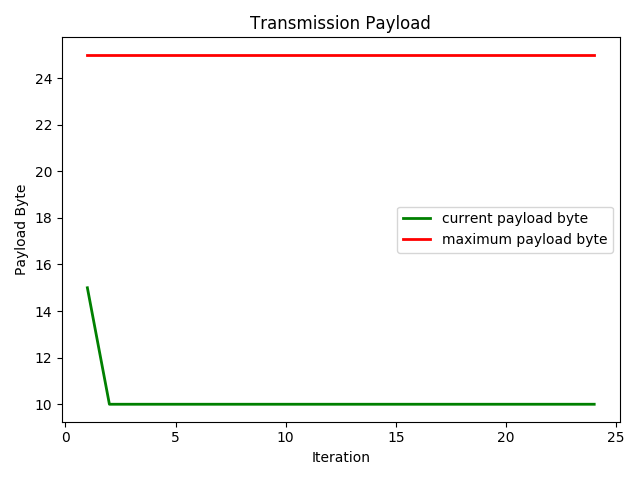 Transmission Payload
Payload Byte
24
22
20
18
16
14
12
10
current payload byte
maximum payload byte
0 5 10 15 20 25
Iteration